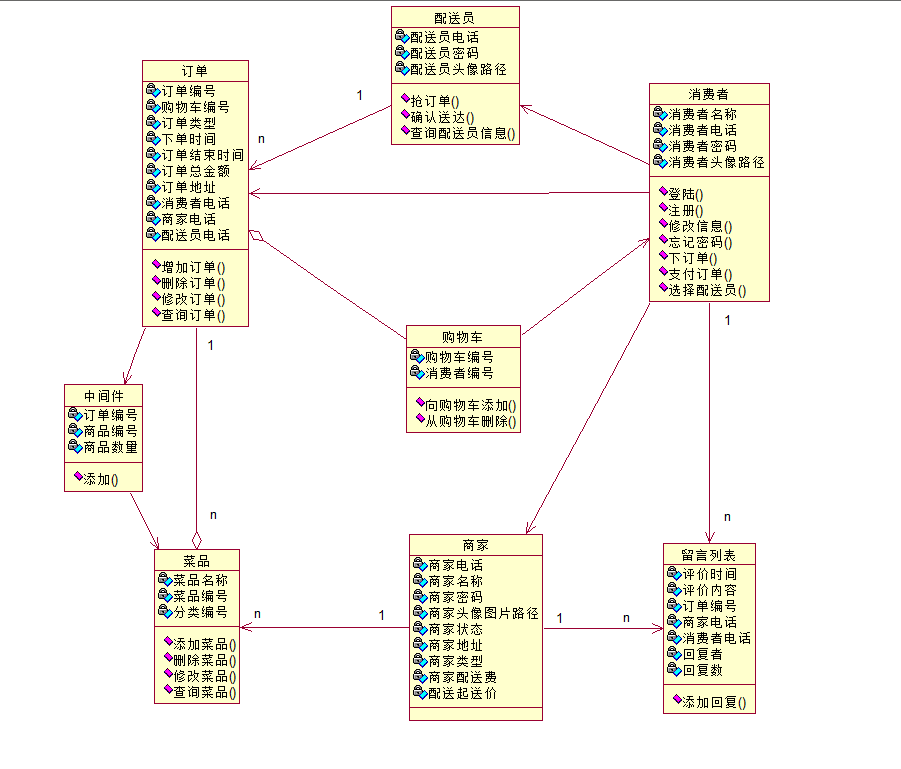 配送员
配送员电话
配送员密码
配送员头像路径
抢订单()
确认送达()
查询配送员信息()
订单
订单编号
购物车编号
订单类型
下单时间
订单结束时间
订单总金额
订单地址
消费者电话
商家电话
配送员电话
增加订单()
删除订单()
修改订单()
查询订单()
1
n
消费者
消费者名称
消费者电话
消费者密码
消费者头像路径
登陆()
注册()
修改信息()
忘记密码()
下订单()
支付订单()
选择配送员()
1
1
购物车
购物车编号
消费者编号
向购物车添加()
从购物车删除()
中间件
订单编号
商品编号
商品数量
添加()
n
n
菜品
菜品名称
菜品编号
分类编号
添加菜品()
删除菜品()
修改菜品()
查询菜品()
n
1
商家
商家电话
商家名称
商家密码
商家头像图片路径
商家状态
商家地址
商家类型
商家配送费
配送起送价
1
n
留言列表
评价时间
评价内容
订单编号
商家电话
消费者电话
回复者
回复数
添加回复()